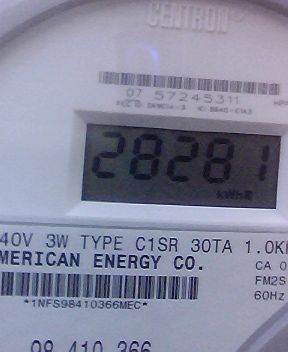 CENTRON®
07 57245311
28281
kWh
40V 3W TYPE C1SR 30TA 1.0K
MERICAN ENERGY CO.
CA 0
FM2S
60Hz
*1NFS98410366MEC*
98 410 366